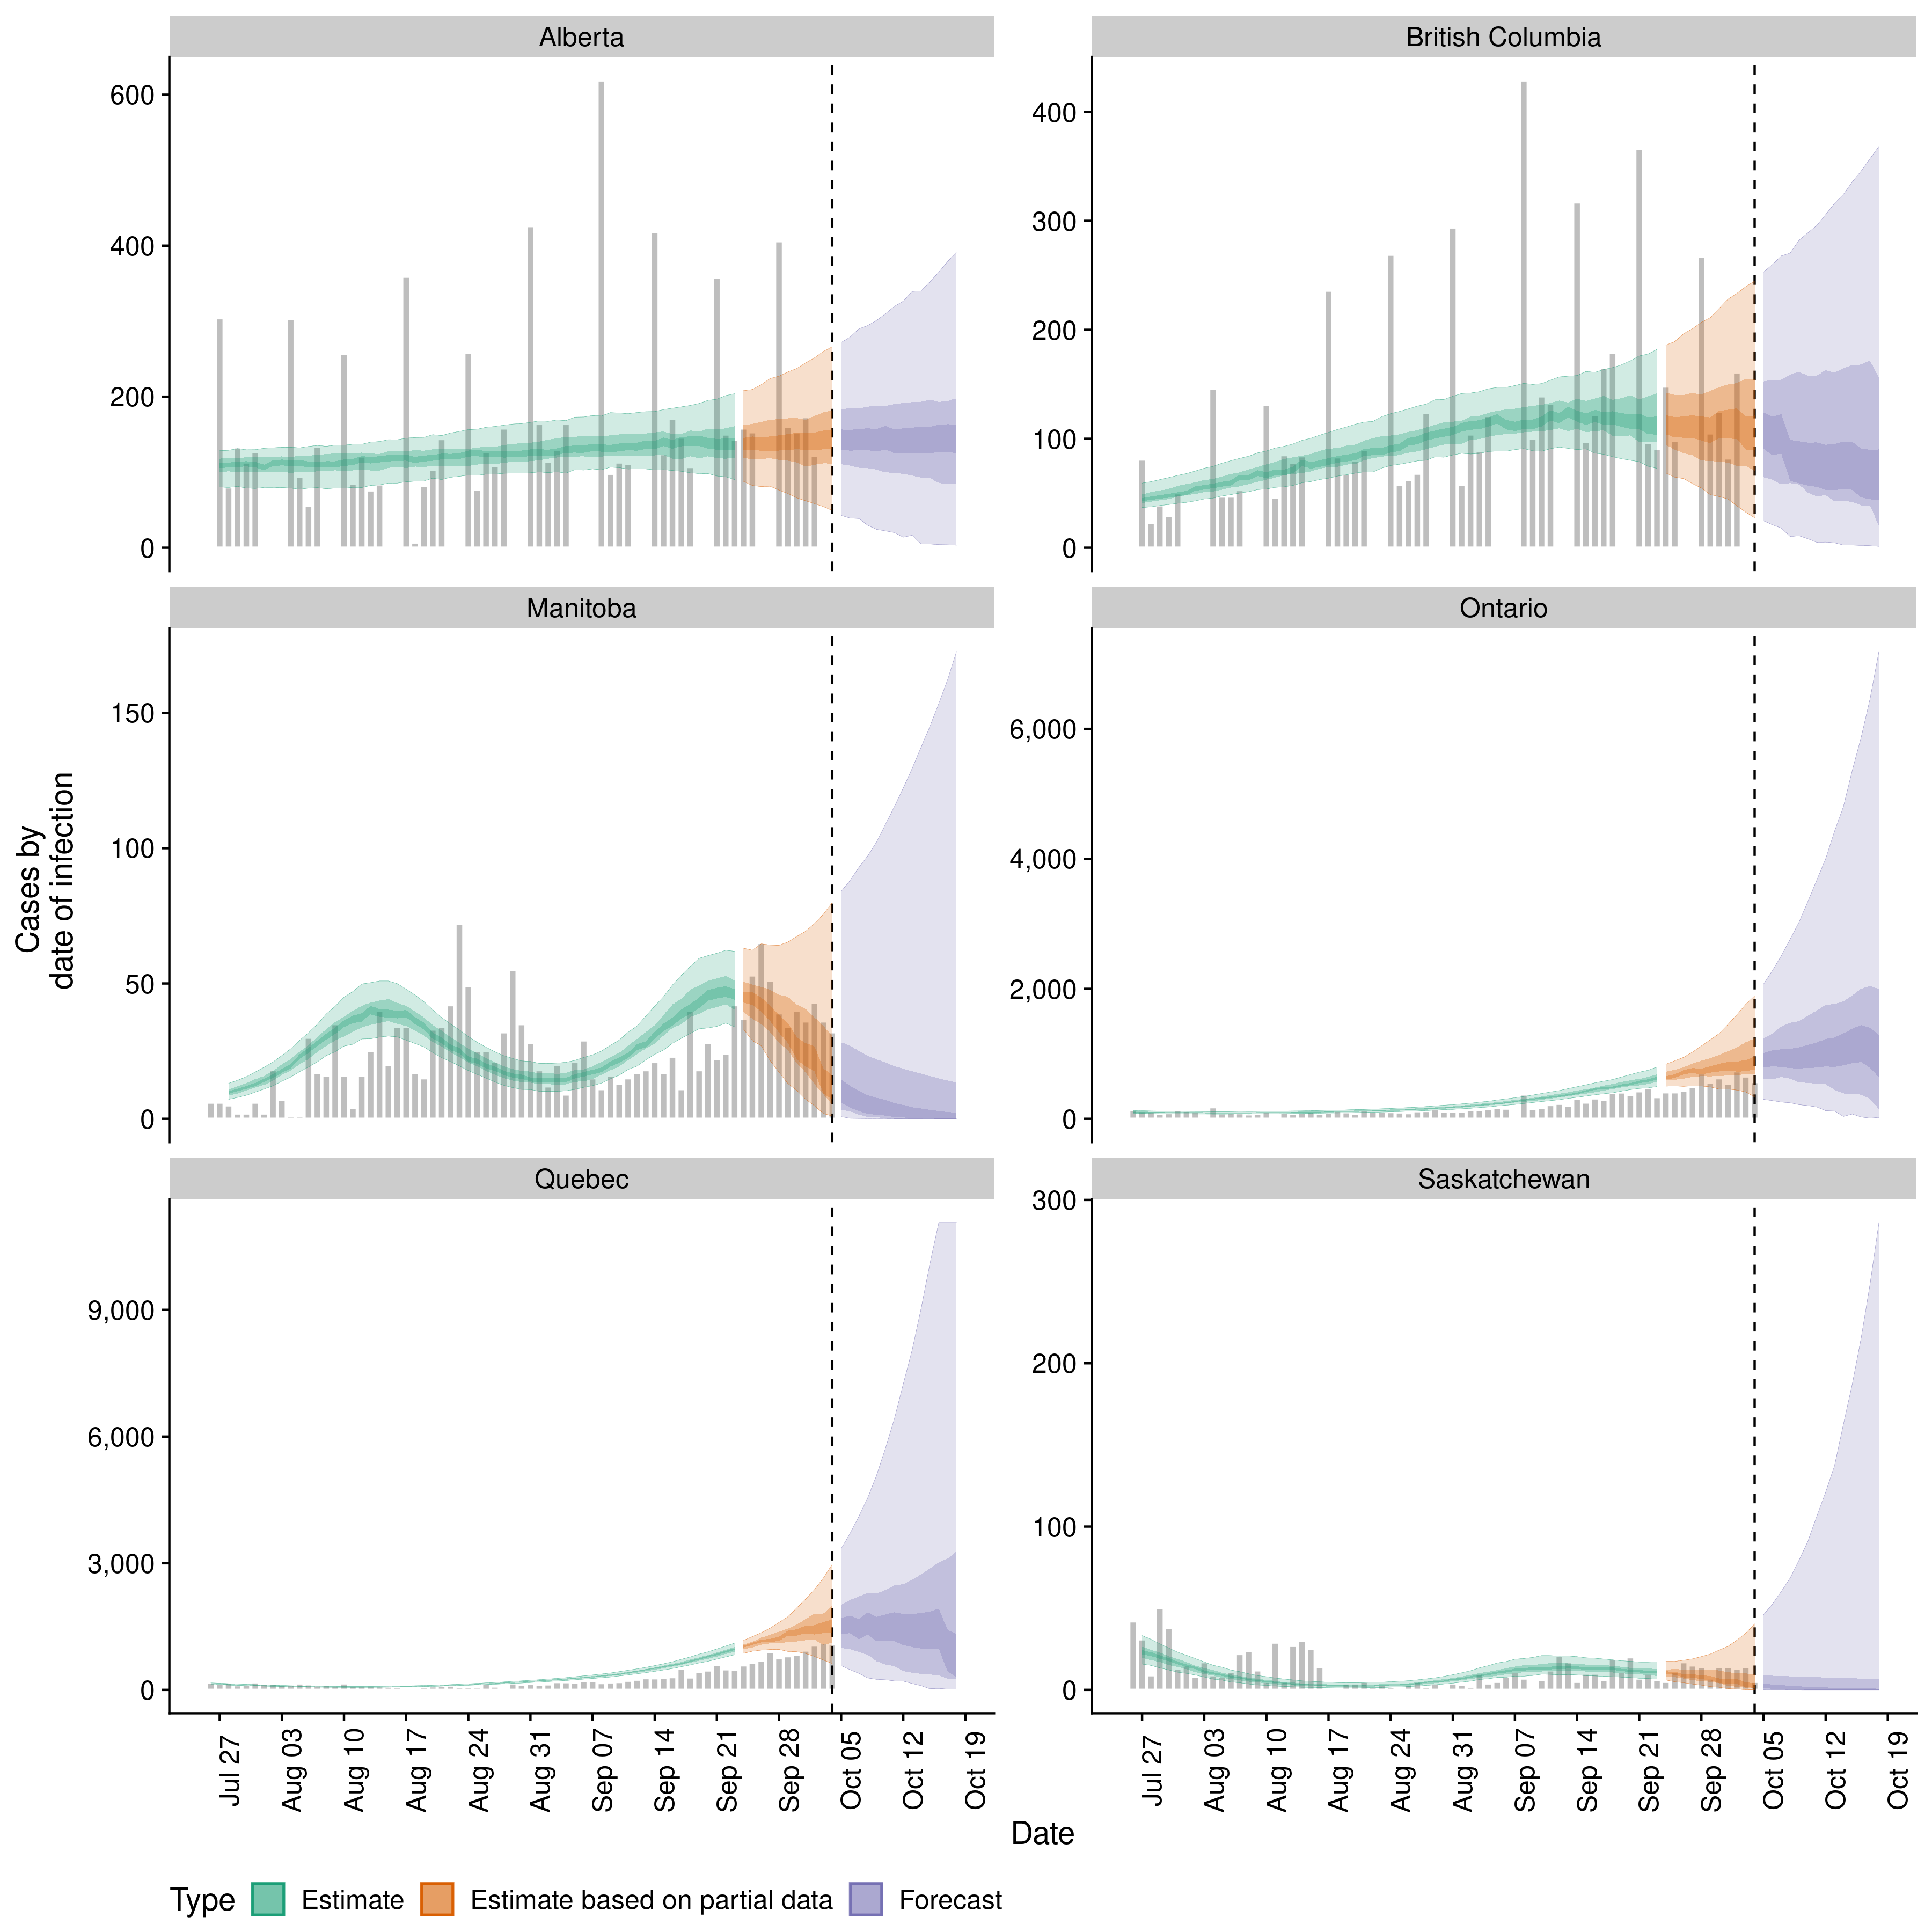 Alberta
British Columbia
600
400
200
0
400
300
200
100
0
Manitoba
Ontario
150
100
50
0
6,000
4,000
2,000
0
Cases by
date of infection
Quebec
Saskatchewan
9,000
6,000
3,000
0
300
200
100
0
Jul 27
Aug 03
Aug 10
Aug 17
Aug 24
Aug 31
Sep 07
Sep 14
Sep 21
Sep 28
Oct 05
Oct 12
Oct 19
Jul 27
Aug 03
Aug 10
Aug 17
Aug 24
Aug 31
Sep 07
Sep 14
Sep 21
Sep 28
Oct 05
Oct 12
Oct 19
Date
Type Estimate Estimate based on partial data Forecast